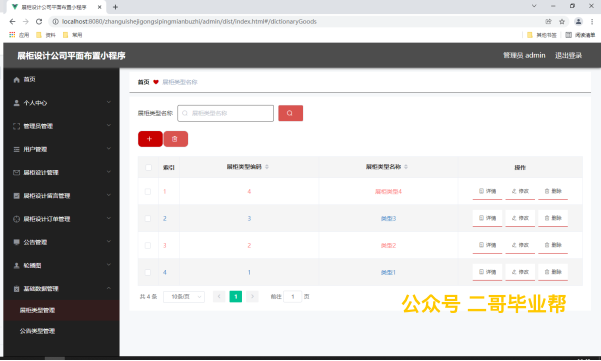 展柜设计公司平面布置小程序
localhost:8080/zhanguishejigongsipingmianbuzhi/admin/dist/index.html#/dictionaryGoods
应用 资料 常用 其他书签 阅读清单
展柜设计公司平面布置小程序 管理员 admin 退出登录
首页
个人中心
管理员管理
用户管理
展柜设计管理
展柜设计留言管理
展柜设计订单管理
公告管理
轮播图
基础数据管理
展柜类型管理
公告类型管理
首页 展柜类型名称
展柜类型名称 展柜类型名称
索引 展柜类型编码 展柜类型名称 操作
1 4 展柜类型4 详情 修改 删除
2 3 类型3 详情 修改 删除
3 2 类型2 详情 修改 删除
4 1 类型1 详情 修改 删除
共 4 条 10条/页 1 前往 1 页
公众号 二哥毕业帮